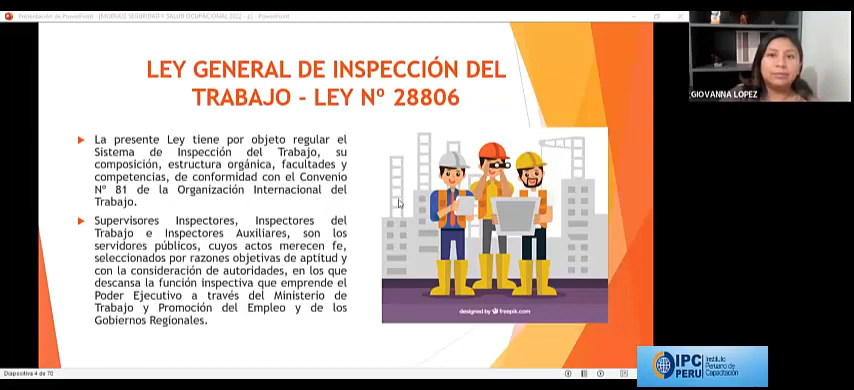 Presentación de PowerPoint - [MODULO SEGURIDAD Y SALUD OCUPACIONAL 2022 - p] - PowerPoint
LEY GENERAL DE INSPECCIÓN DEL
TRABAJO - LEY Nº 28806
La presente Ley tiene por objeto regular el
Sistema de Inspección del Trabajo, su
composición, estructura orgánica, facultades y
competencias, de conformidad con el Convenio
Nº 81 de la Organización Internacional del
Trabajo.
Supervisores Inspectores, Inspectores del
Trabajo e Inspectores Auxiliares, son los
servidores públicos, cuyos actos merecen fe,
seleccionados por razones objetivas de aptitud y
con la consideración de autoridades, en los que
descansa la función inspectiva que emprende el
Poder Ejecutivo a través del Ministerio de
Trabajo y Promoción del Empleo y de los
Gobiernos Regionales.
designed by freepik.com
Diapositiva 4 de 70
GIOVANNA LOPEZ
IPC
PERU
Instituto
Peruano de
Capacitación